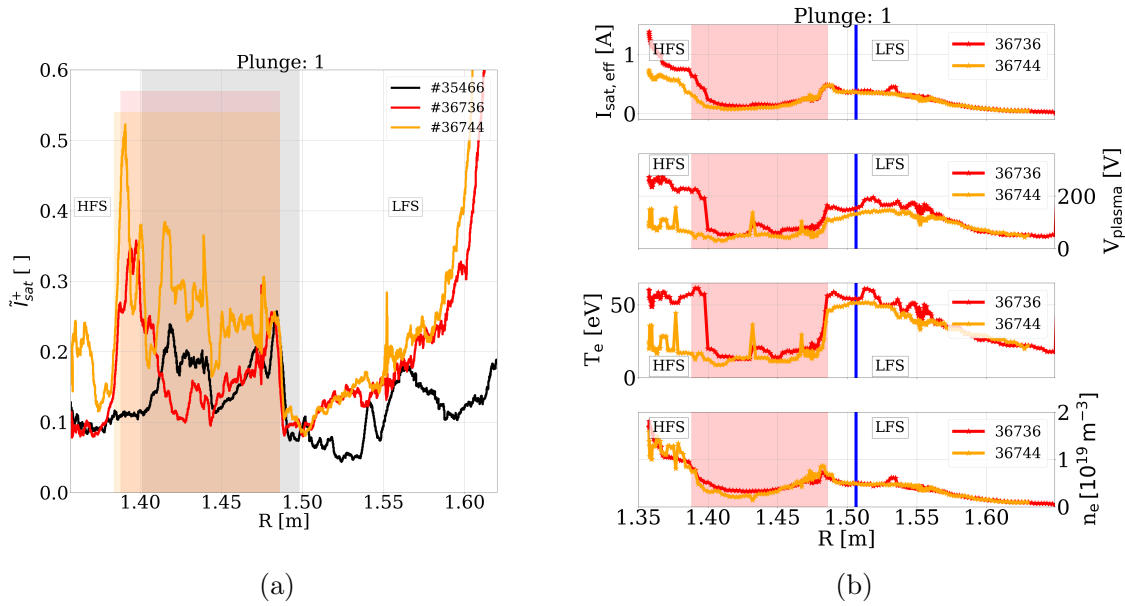 Plunge: 1
0.6
0.5
0.4
0.3
0.2
0.1
0.0
Ĩ⁺sat [ ]
HFS
LFS
#35466
#36736
#36744
1.40
1.45
1.50
1.55
1.60
R [m]
(a)
Plunge: 1
I_sat, eff [A]
1
0
HFS
LFS
36736
36744
V_plasma [V]
200
0
HFS
LFS
36736
36744
T_e [eV]
50
0
HFS
LFS
36736
36744
n_e [10¹⁹ m⁻³]
2
1
0
HFS
LFS
36736
36744
1.35
1.40
1.45
1.50
1.55
1.60
R [m]
(b)